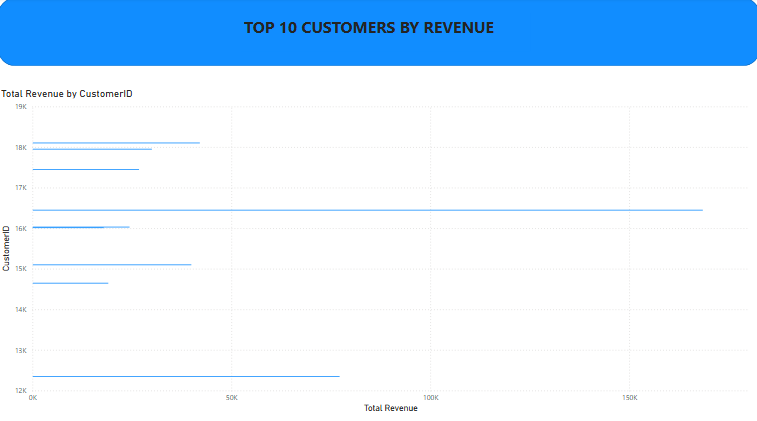 TOP 10 CUSTOMERS BY REVENUE
Total Revenue by CustomerID
19K
18K
17K
16K
15K
14K
13K
12K
CustomerID
0K 50K 100K 150K
Total Revenue